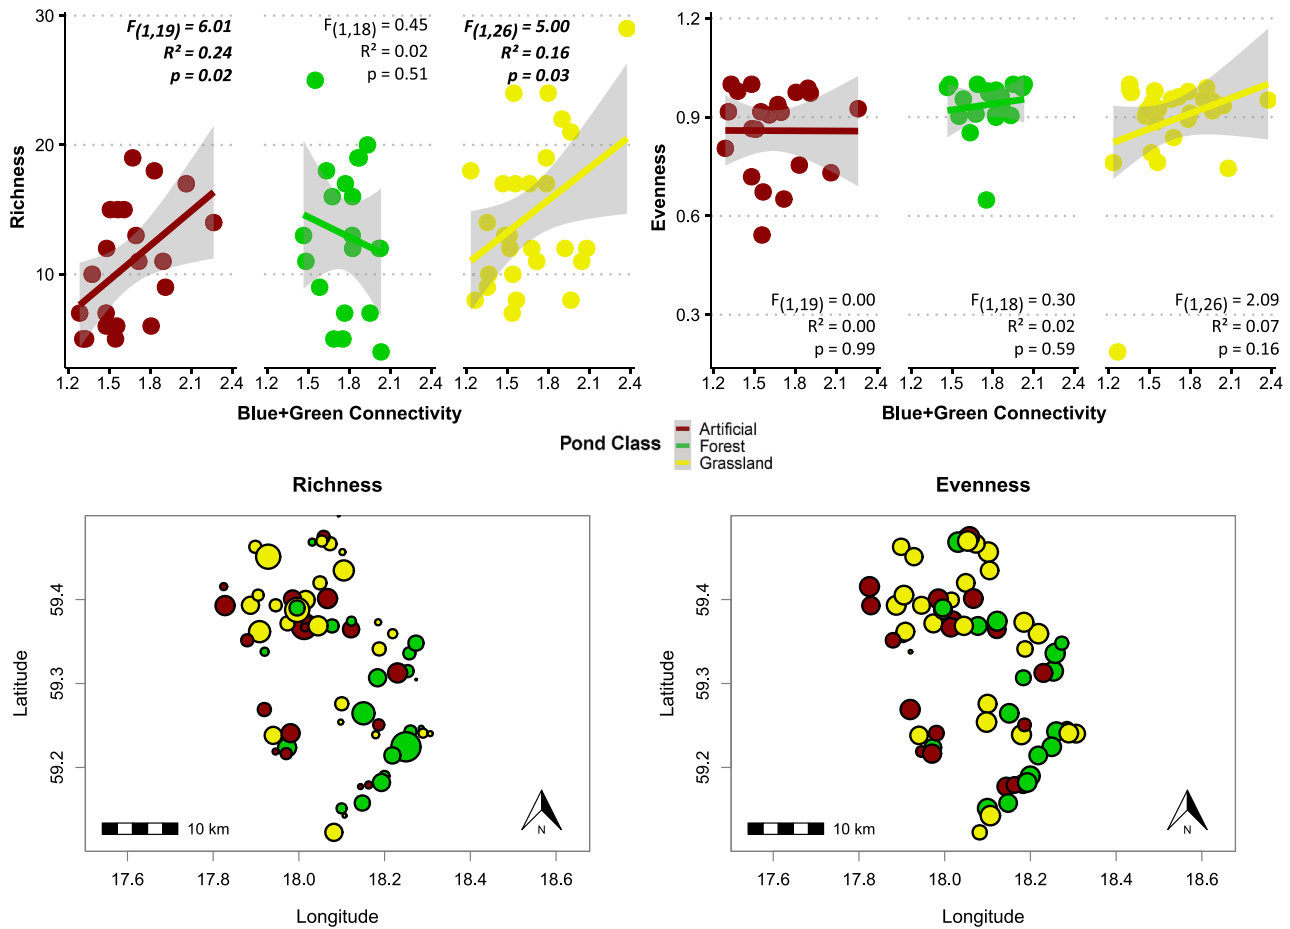 30
20
10
Richness
F(1,19) = 6.01
R² = 0.24
p = 0.02
F(1,18) = 0.45
R² = 0.02
p = 0.51
F(1,26) = 5.00
R² = 0.16
p = 0.03
1.2 1.5 1.8 2.1 2.4 1.2 1.5 1.8 2.1 2.4 1.2 1.5 1.8 2.1 2.4
Blue+Green Connectivity
1.2
0.9
0.6
0.3
Evenness
F(1,19) = 0.00
R² = 0.00
p = 0.99
F(1,18) = 0.30
R² = 0.02
p = 0.59
F(1,26) = 2.09
R² = 0.07
p = 0.16
1.2 1.5 1.8 2.1 2.4 1.2 1.5 1.8 2.1 2.4 1.2 1.5 1.8 2.1 2.4
Blue+Green Connectivity
Pond Class
Artificial
Forest
Grassland
Richness
59.4
59.3
59.2
Latitude
10 km
N
17.6 17.8 18.0 18.2 18.4 18.6
Longitude
Evenness
59.4
59.3
59.2
Latitude
10 km
N
17.6 17.8 18.0 18.2 18.4 18.6
Longitude